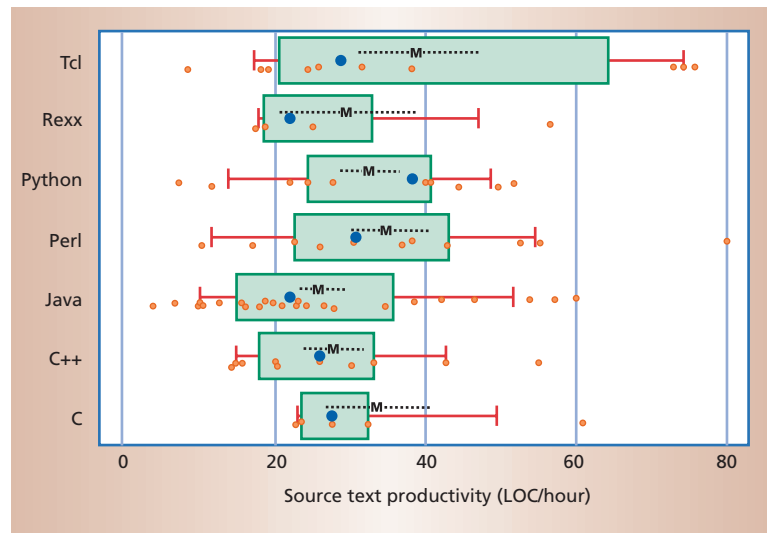 Tcl
M
Rexx
M
Python
M
Perl
M
Java
M
C++
M
C
M
0 20 40 60 80
Source text productivity (LOC/hour)